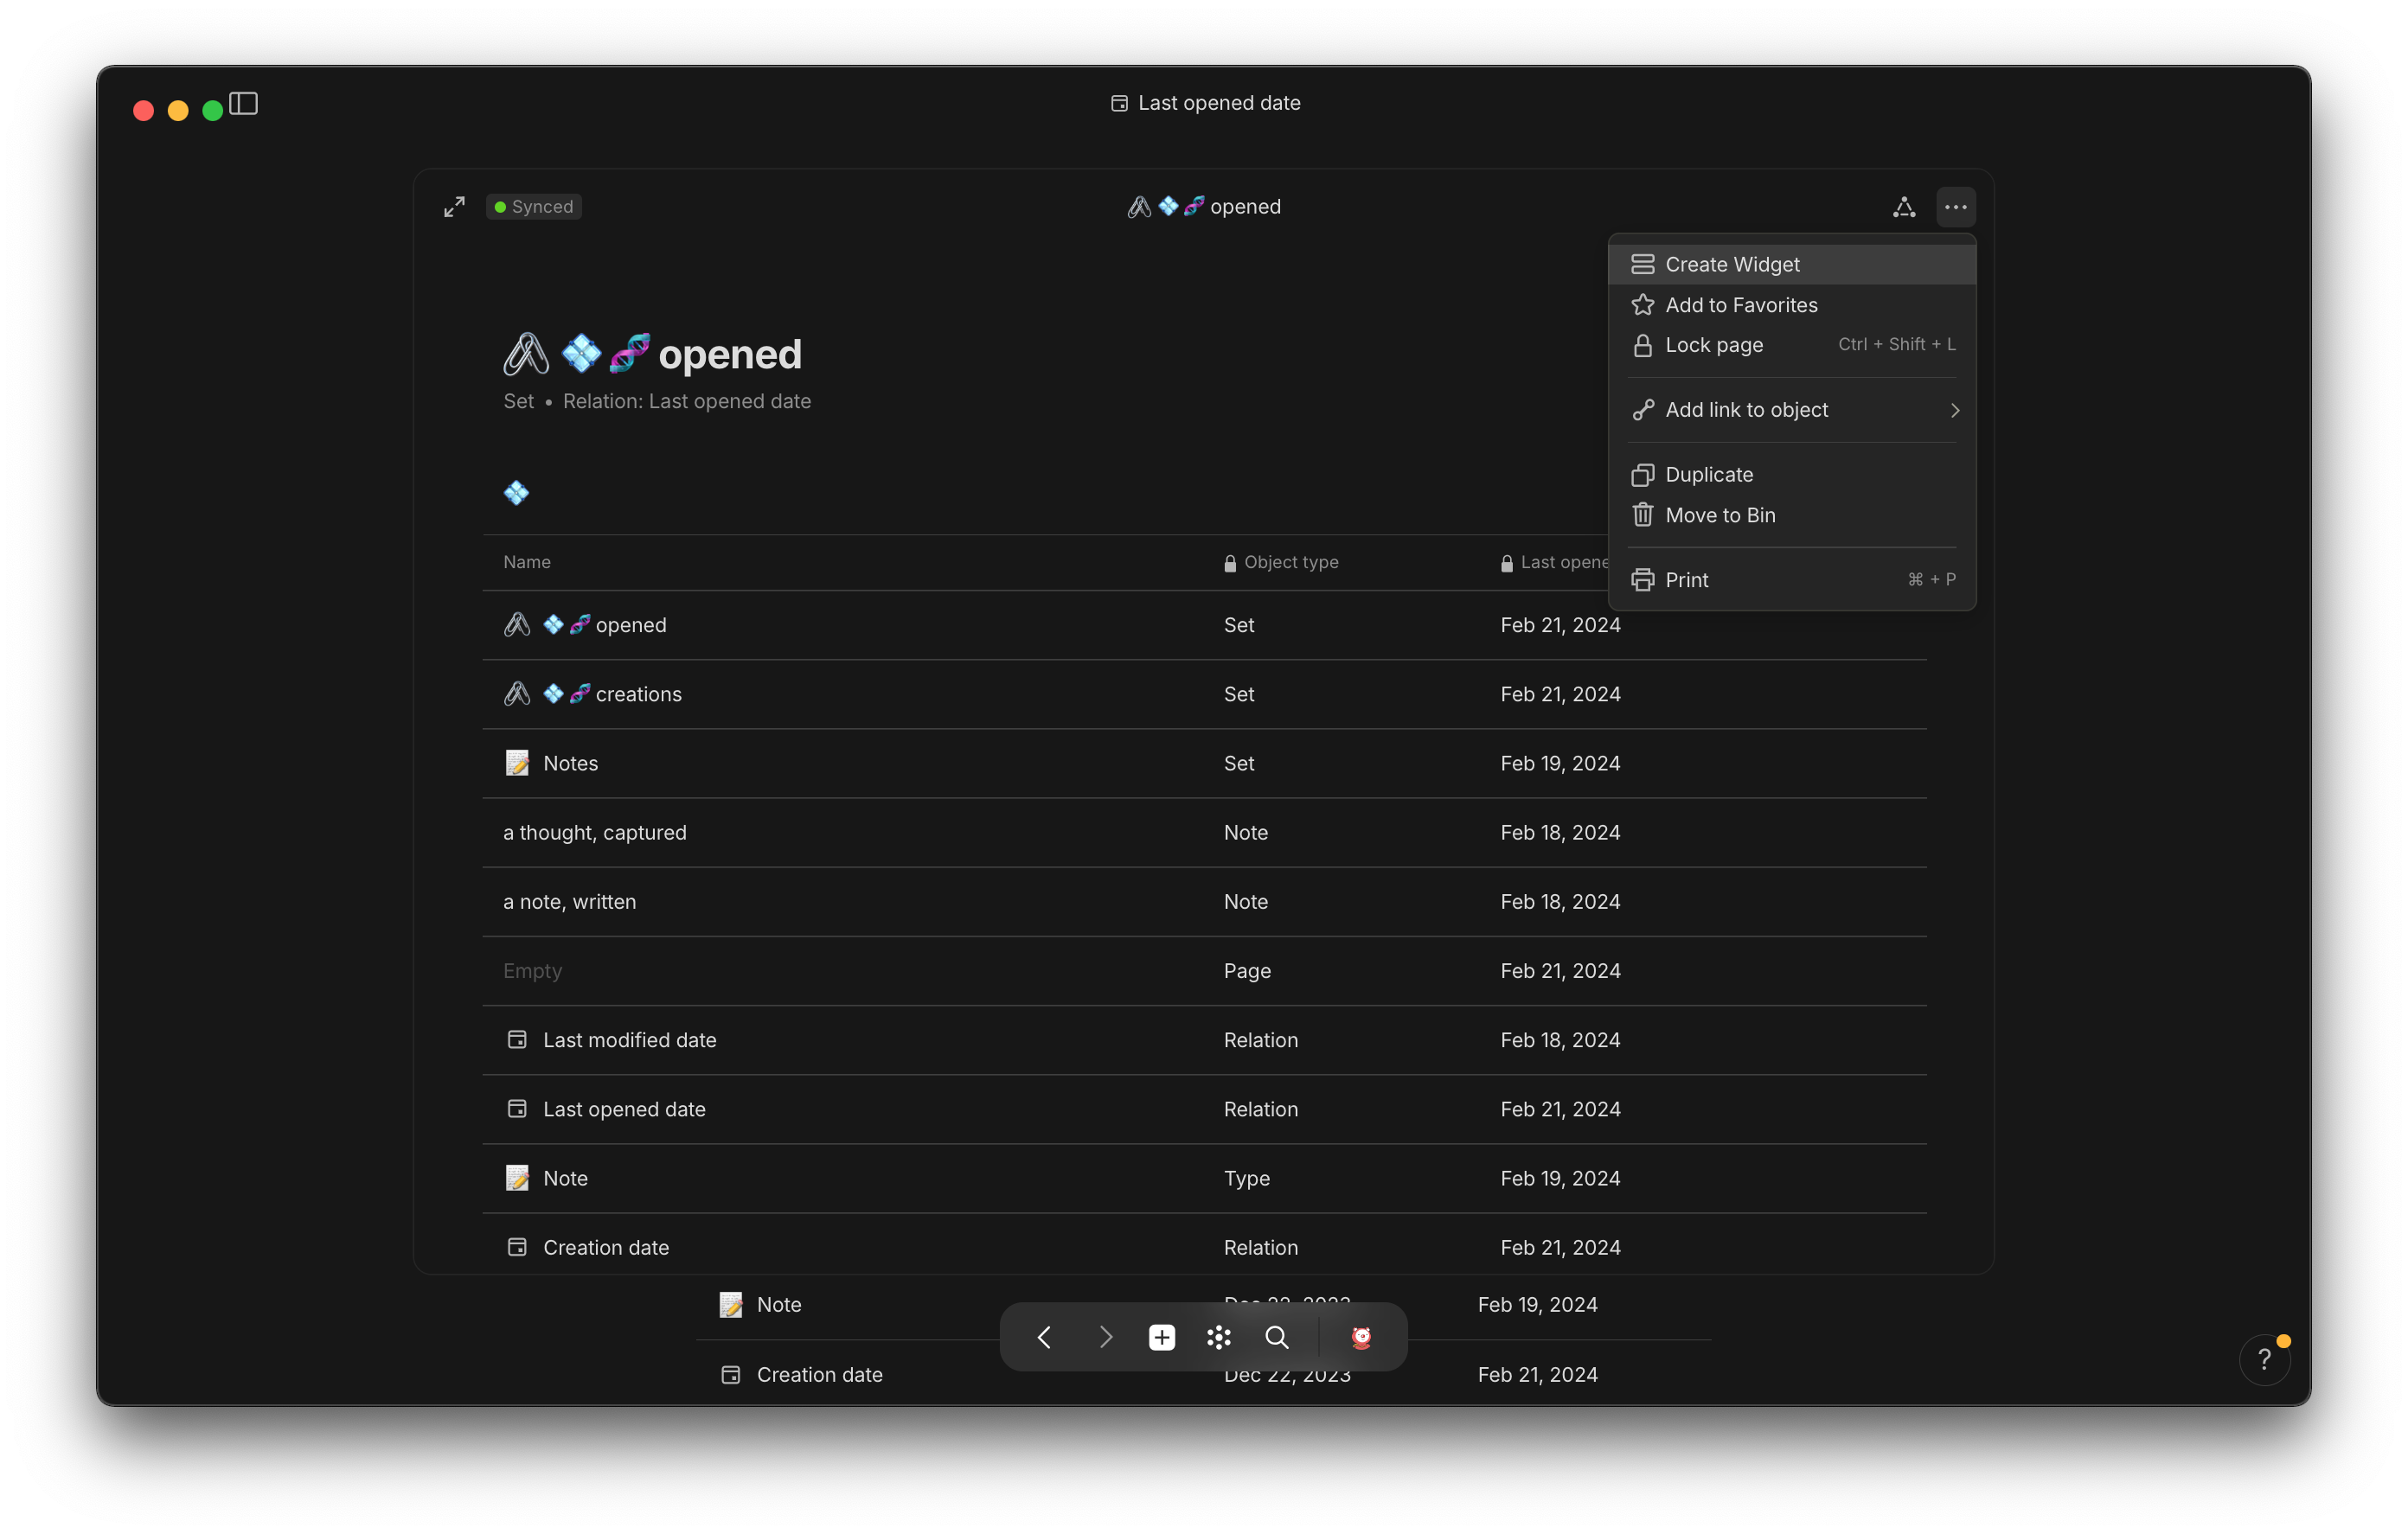 Last opened date
Synced
opened
Create Widget
Add to Favorites
Lock page Ctrl + Shift + L
Add link to object
Duplicate
Move to Bin
Print ⌘ + P
opened
Set • Relation: Last opened date
Name Object type Last opene
opened Set Feb 21, 2024
creations Set Feb 21, 2024
Notes Set Feb 19, 2024
a thought, captured Note Feb 18, 2024
a note, written Note Feb 18, 2024
Empty Page Feb 21, 2024
Last modified date Relation Feb 18, 2024
Last opened date Relation Feb 21, 2024
Note Type Feb 19, 2024
Creation date Relation Feb 21, 2024
Note Dec 22, 2023 Feb 19, 2024
Creation date Dec 22, 2023 Feb 21, 2024
?